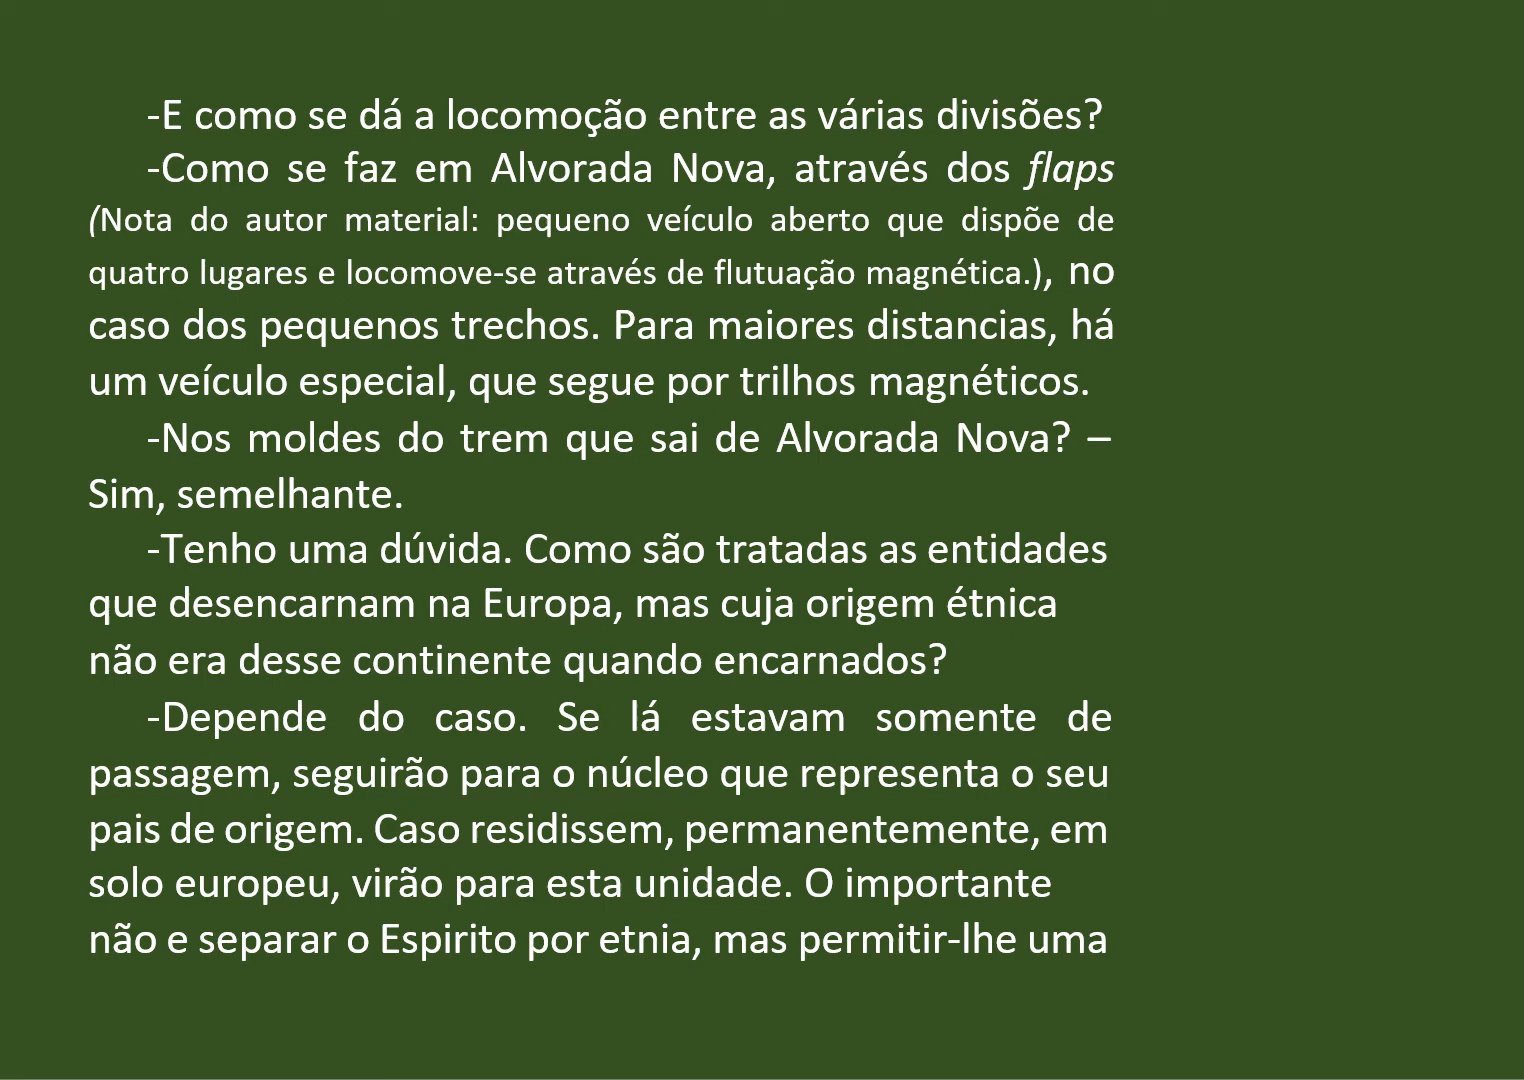 -E como se dá a locomoção entre as várias divisões?
-Como se faz em Alvorada Nova, através dos flaps
(Nota do autor material: pequeno veículo aberto que dispõe de
quatro lugares e locomove-se através de flutuação magnética.), no
caso dos pequenos trechos. Para maiores distancias, há
um veículo especial, que segue por trilhos magnéticos.
-Nos moldes do trem que sai de Alvorada Nova? –
Sim, semelhante.
-Tenho uma dúvida. Como são tratadas as entidades
que desencarnam na Europa, mas cuja origem étnica
não era desse continente quando encarnados?
-Depende do caso. Se lá estavam somente de
passagem, seguirão para o núcleo que representa o seu
pais de origem. Caso residissem, permanentemente, em
solo europeu, virão para esta unidade. O importante
não e separar o Espirito por etnia, mas permitir-lhe uma